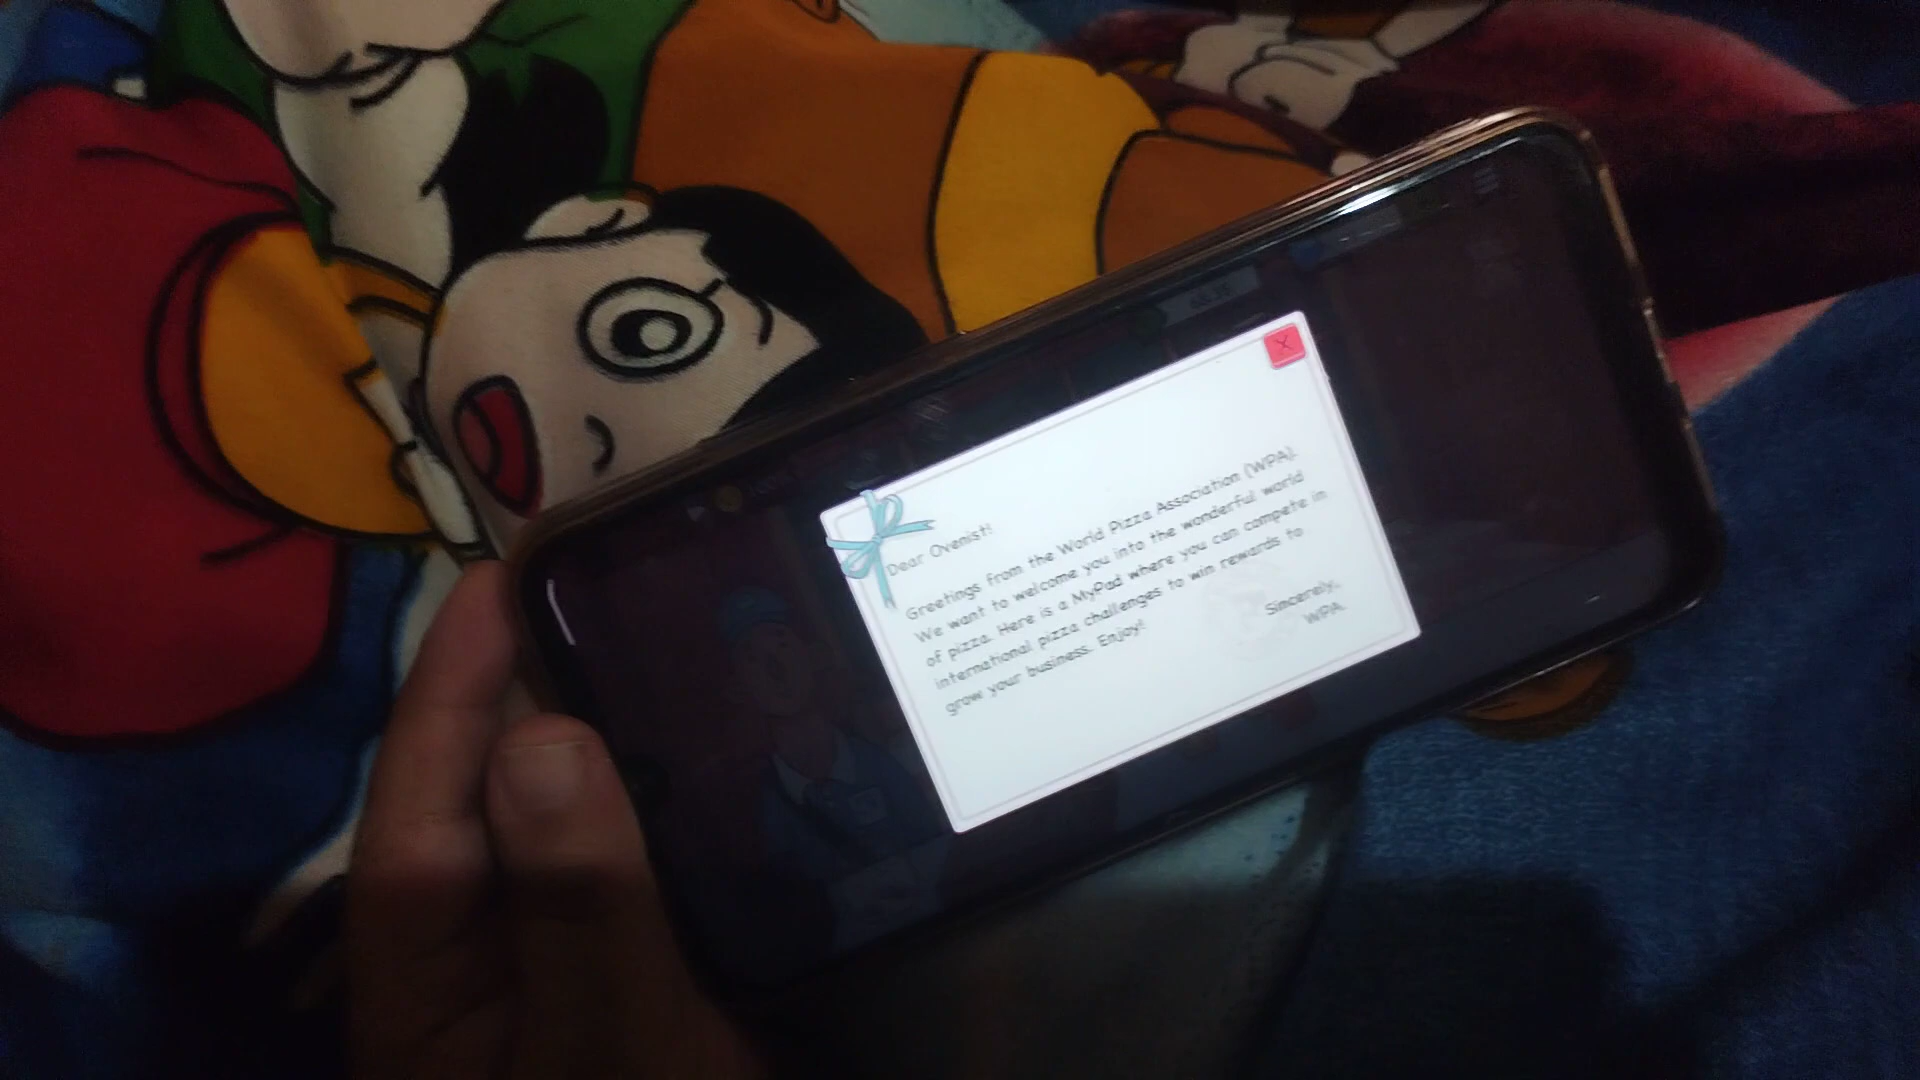 X
Dear Ovenist!
Greetings from the World Pizza Association (WPA).
We want to welcome you into the wonderful world
of pizza. Here is a MyPad where you can compete in
international pizza challenges to win rewards to
grow your business. Enjoy!
Sincerely,
WPA.